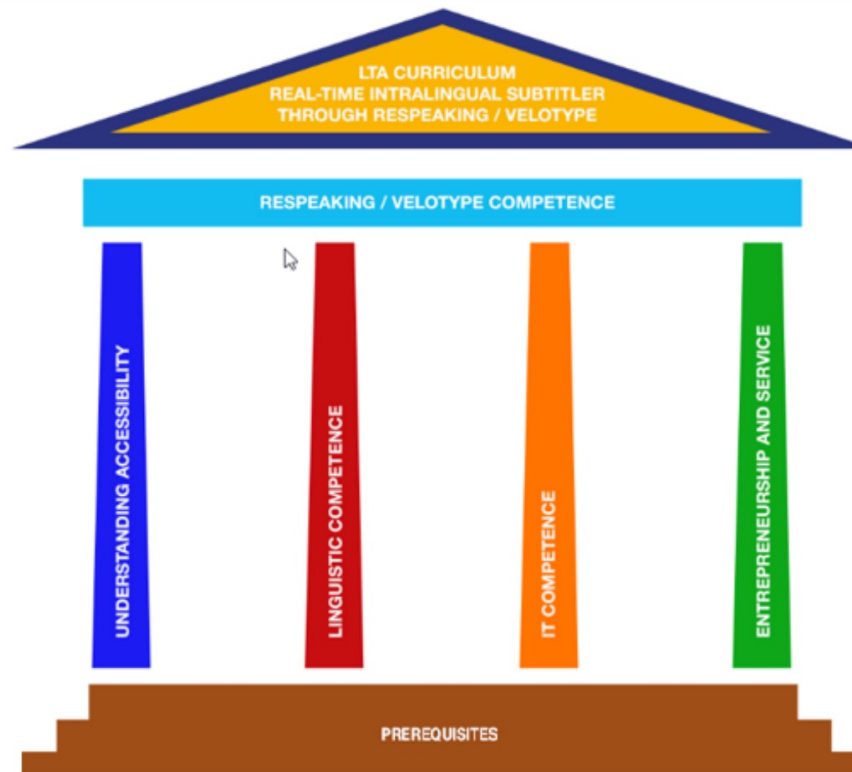 LTA CURRICULUM
REAL-TIME INTRALINGUAL SUBTITLER
THROUGH RESPEAKING / VELOTYPE
RESPEAKING / VELOTYPE COMPETENCE
UNDERSTANDING ACCESSIBILITY
LINGUISTIC COMPETENCE
IT COMPETENCE
ENTREPRENEURSHIP AND SERVICE
PREREQUISITES